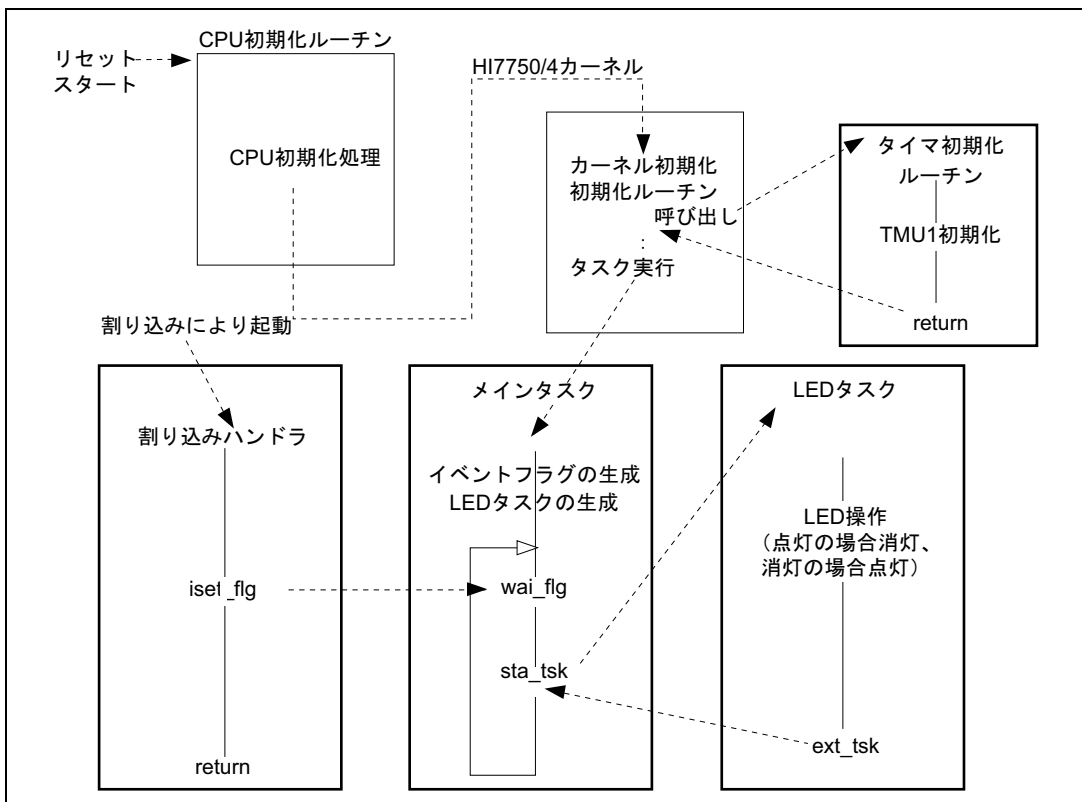 CPU初期化ルーチン
リセット
スタート
CPU初期化処理
HI7750/4カーネル
カーネル初期化
初期化ルーチン
呼び出し
:
タスク実行
タイマ初期化
ルーチン
TMU1初期化
return
割り込みにより起動
割り込みハンドラ
iset_flg
return
メインタスク
イベントフラグの生成
LEDタスクの生成
wai_flg
sta_tsk
LEDタスク
LED操作
（点灯の場合消灯、
消灯の場合点灯）
ext_tsk